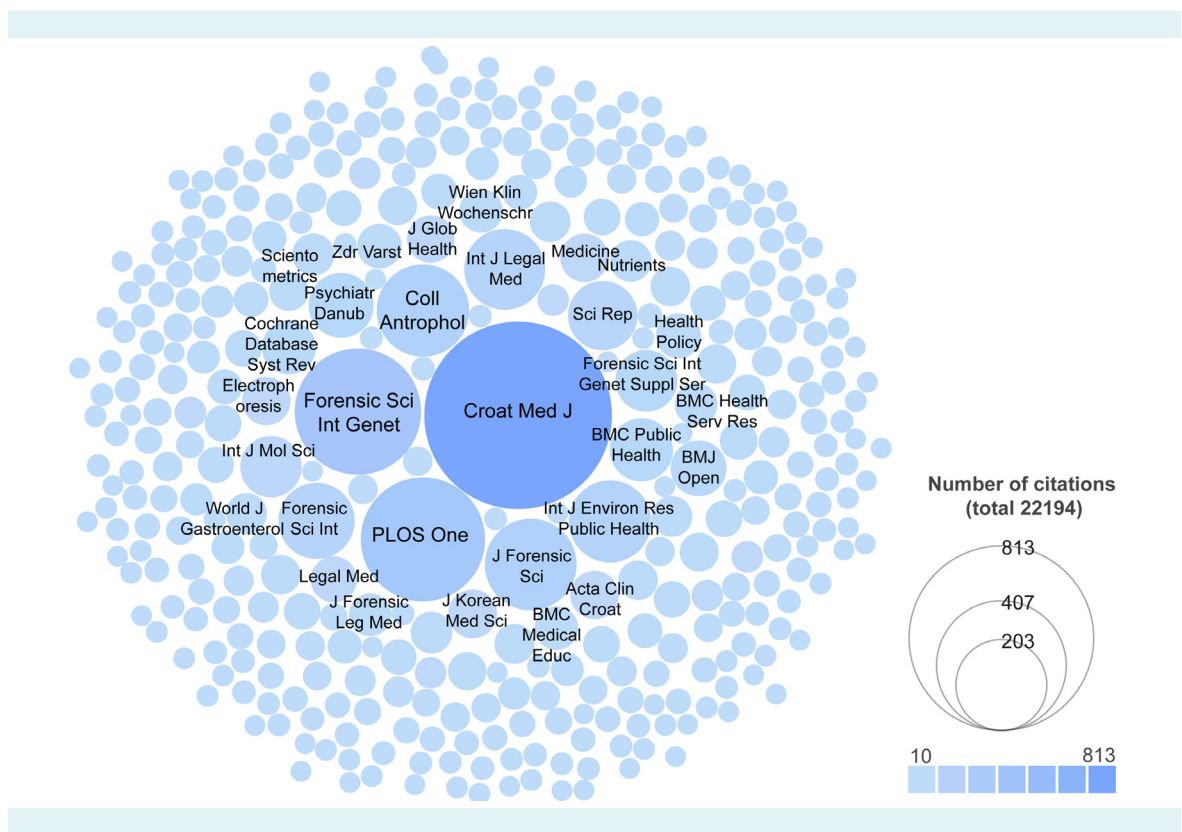 Wien Klin
Wochenschr
J Glob
Health
Zdr Varst
Sciento
metrics
Int J Legal
Med
Medicine
Nutrients
Psychiatr
Danub
Coll
Antrophol
Sci Rep
Health
Policy
Cochrane
Database
Syst Rev
Forensic Sci Int
Genet Suppl Ser
Electroph
oresis
Forensic Sci
Int Genet
Croat Med J
BMC Health
Serv Res
BMC Public
Health
BMJ
Open
Int J Mol Sci
World J
Gastroenterol
Forensic
Sci Int
PLOS One
Int J Environ Res
Public Health
J Forensic
Sci
Legal Med
J Forensic
Leg Med
J Korean
Med Sci
Acta Clin
Croat
BMC
Medical
Educ
Number of citations
(total 22194)
813
407
203
10 813